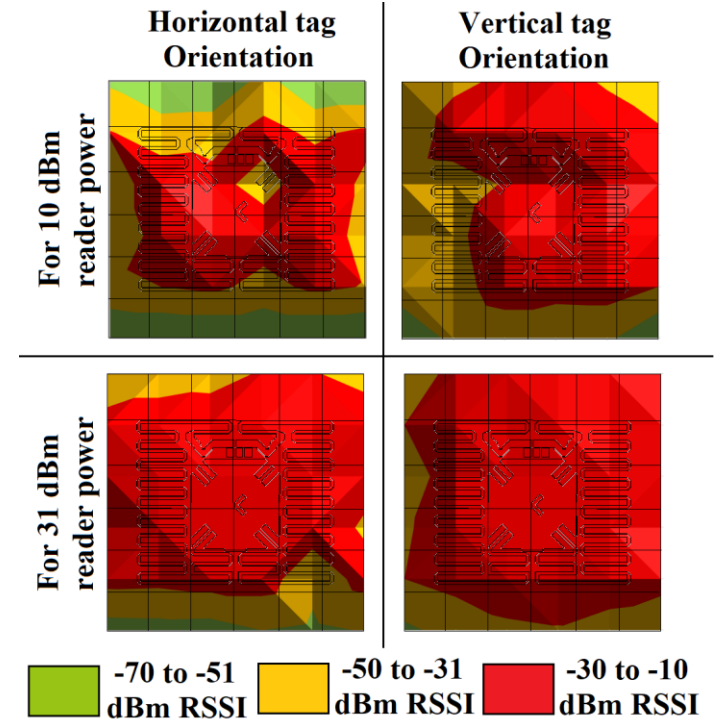 Horizontal tag
Orientation
Vertical tag
Orientation
For 10 dBm
reader power
For 31 dBm
reader power
-70 to -51
dBm RSSI
-50 to -31
dBm RSSI
-30 to -10
dBm RSSI